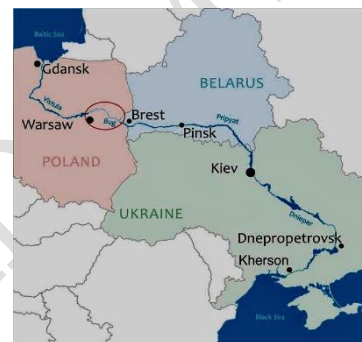 Baltic Sea
Gdansk
Vistula
BELARUS
Warsaw
Bug
Brest
Pripyat
Pinsk
POLAND
Kiev
UKRAINE
Dnieper
Dnepropetrovsk
Kherson
Black Sea